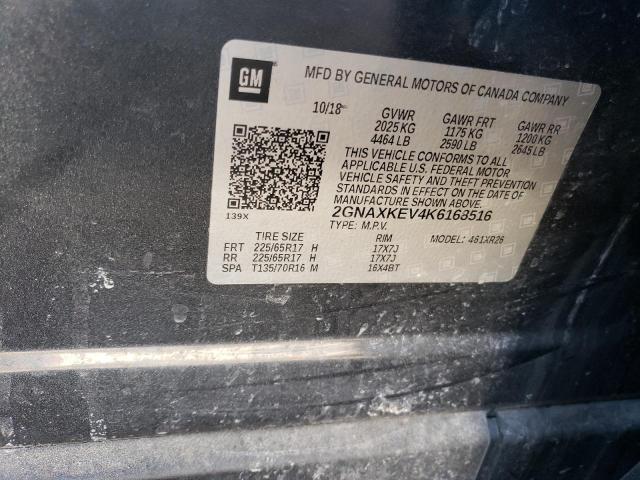 GM
MFD BY GENERAL MOTORS OF CANADA COMPANY
10/18 GVWR GAWR FRT GAWR RR
2025 KG 1175 KG 1200 KG
4464 LB 2590 LB 2645 LB
THIS VEHICLE CONFORMS TO ALL
APPLICABLE U.S. FEDERAL MOTOR
VEHICLE SAFETY AND THEFT PREVENTION
STANDARDS IN EFFECT ON THE DATE OF
MANUFACTURE SHOWN ABOVE.
139X 2GNAXKEV4K6168516
TYPE: M.P.V.
TIRE SIZE RIM MODEL: 461XR26
FRT 225/65R17 H 17X7J
RR 225/65R17 H 17X7J
SPA T135/70R16 M 16X4BT